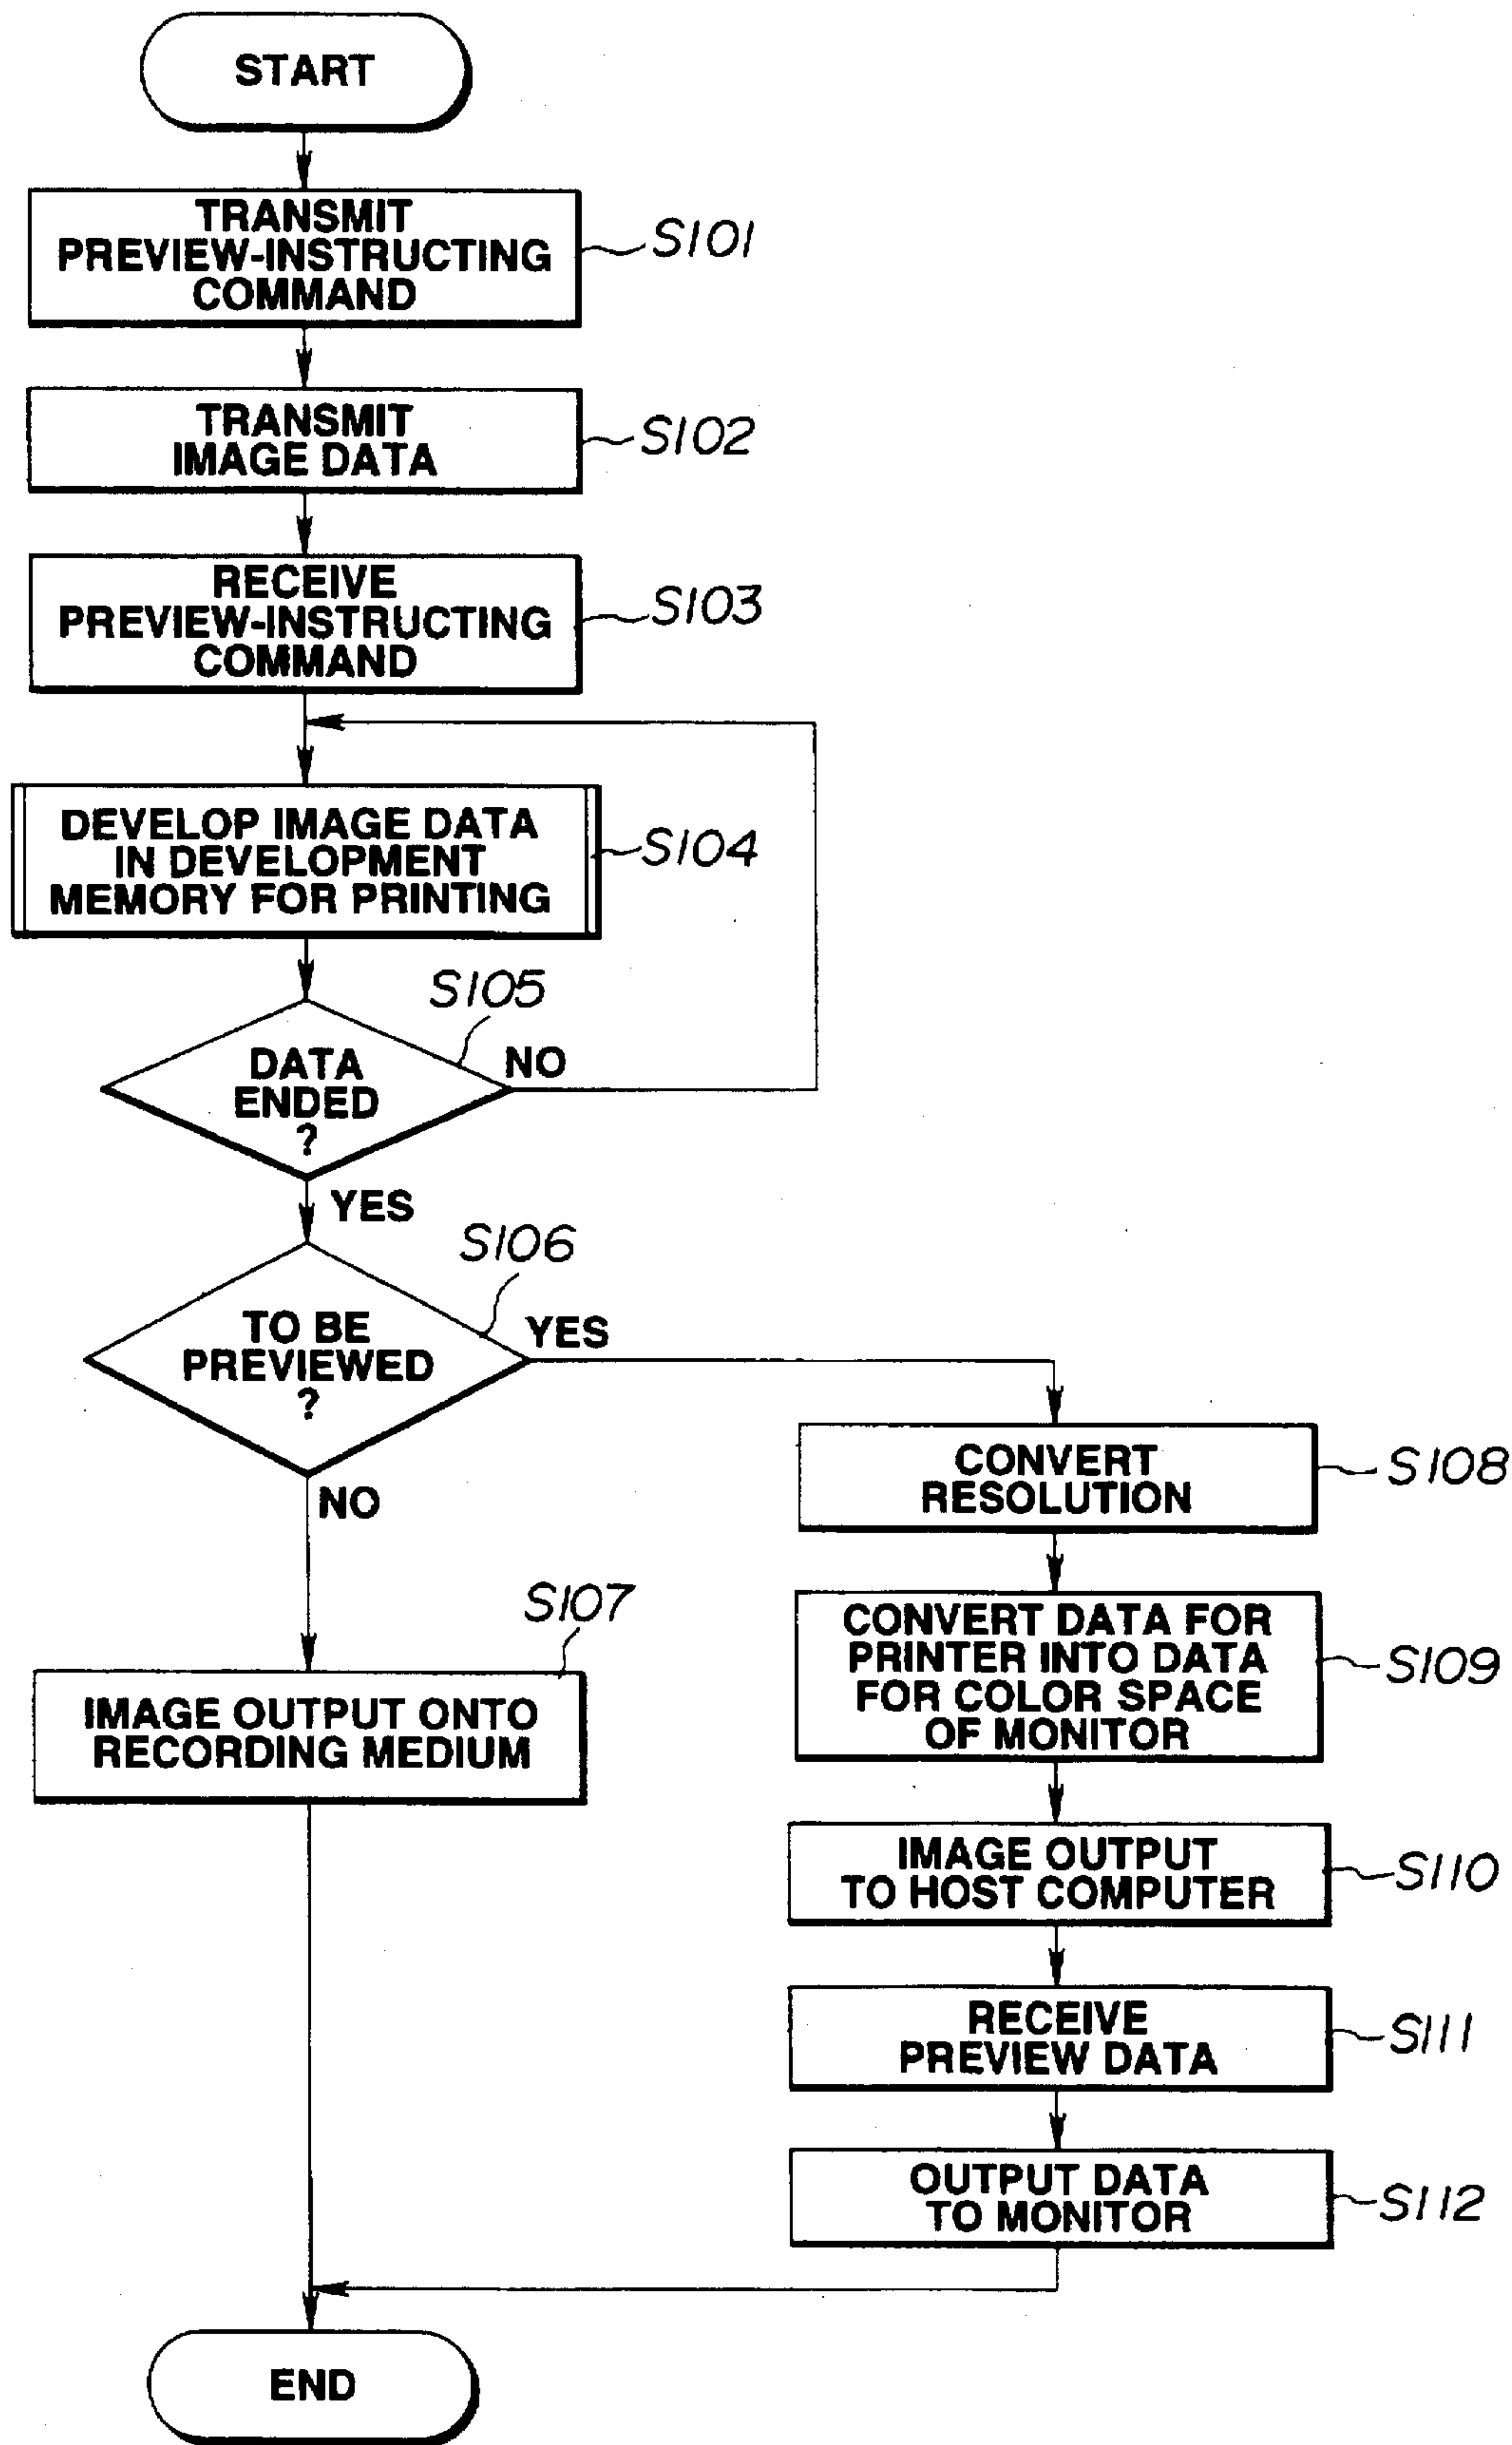 START
TRANSMIT
PREVIEW-INSTRUCTING
COMMAND
S101
TRANSMIT
IMAGE DATA
S102
RECEIVE
PREVIEW-INSTRUCTING
COMMAND
S103
DEVELOP IMAGE DATA
IN DEVELOPMENT
MEMORY FOR PRINTING
S104
S105
DATA
ENDED
?
NO
YES
S106
TO BE
PREVIEWED
?
YES
NO
S107
IMAGE OUTPUT ONTO
RECORDING MEDIUM
CONVERT
RESOLUTION
S108
CONVERT DATA FOR
PRINTER INTO DATA
FOR COLOR SPACE
OF MONITOR
S109
IMAGE OUTPUT
TO HOST COMPUTER
S110
RECEIVE
PREVIEW DATA
S111
OUTPUT DATA
TO MONITOR
S112
END